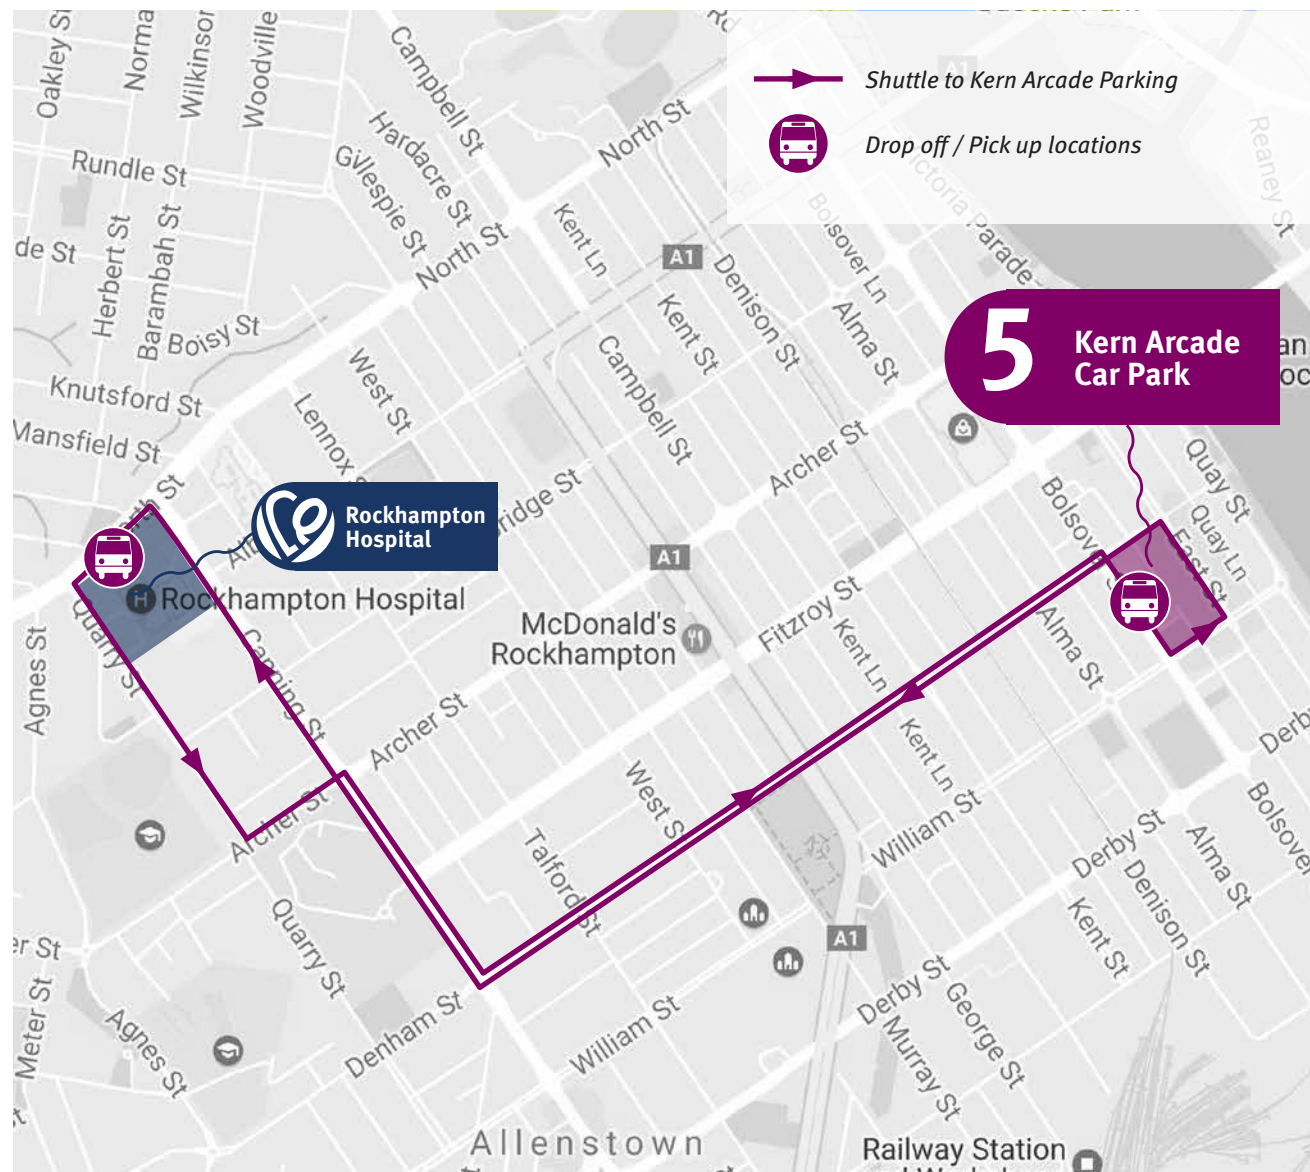 Shuttle to Kern Arcade Parking
Drop off / Pick up locations
5
Kern Arcade
Car Park
Rockhampton
Hospital
Oakley St
Wilkinson
Woodville
Campbell St
Hardacre St
Gillespie St
North St
Rundle St
Herbert St
Barambah St
Boisy St
Knutsford St
Mansfield St
North St
Kent Ln
A1
Denison St
Bolsover Ln
Victoria Parade
Reaney St
A1
Kent St
Alma St
Campbell St
West St
Lennox
Archer St
Quay St
Quay Ln
East St
A1
Rockhampton Hospital
H
Quarry St
Agnes St
Canning St
Archer St
McDonald's
Rockhampton
Fitzroy St
Kent Ln
Alma St
Kent Ln
William St
West S
Talford St
Archer St
Derby St
Denison St
Alma St
Bolsover
Kent St
Quarry St
Denham St
William St
A1
Derby St
George St
Murray St
Meter St
Agnes St
Allenstown
Railway Station